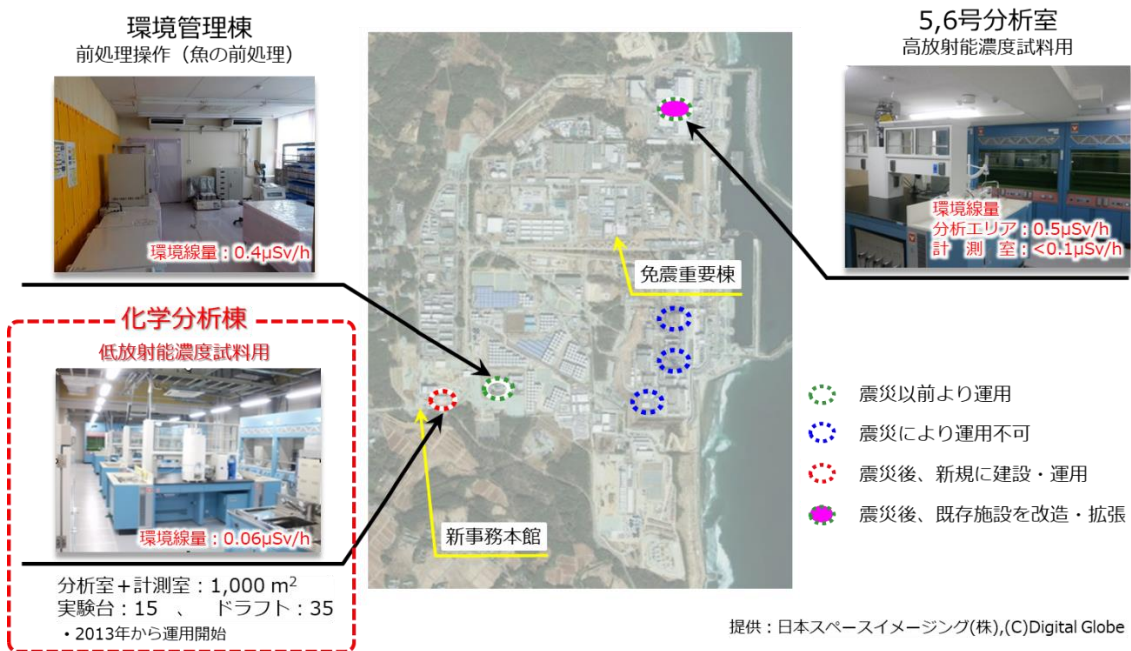 環境管理棟
前処理操作（魚の前処理）
環境線量：0.4μSv/h
化学分析棟
低放射能濃度試料用
環境線量：0.06μSv/h
分析室＋計測室：1,000 m²
実験台：15 、 ドラフト：35
・2013年から運用開始
免震重要棟
新事務本館
5,6号分析室
高放射能濃度試料用
環境線量
分析エリア：0.5μSv/h
計 測 室：<0.1μSv/h
震災以前より運用
震災により運用不可
震災後、新規に建設・運用
震災後、既存施設を改造・拡張
提供：日本スペースイメージング(株),(C)Digital Globe